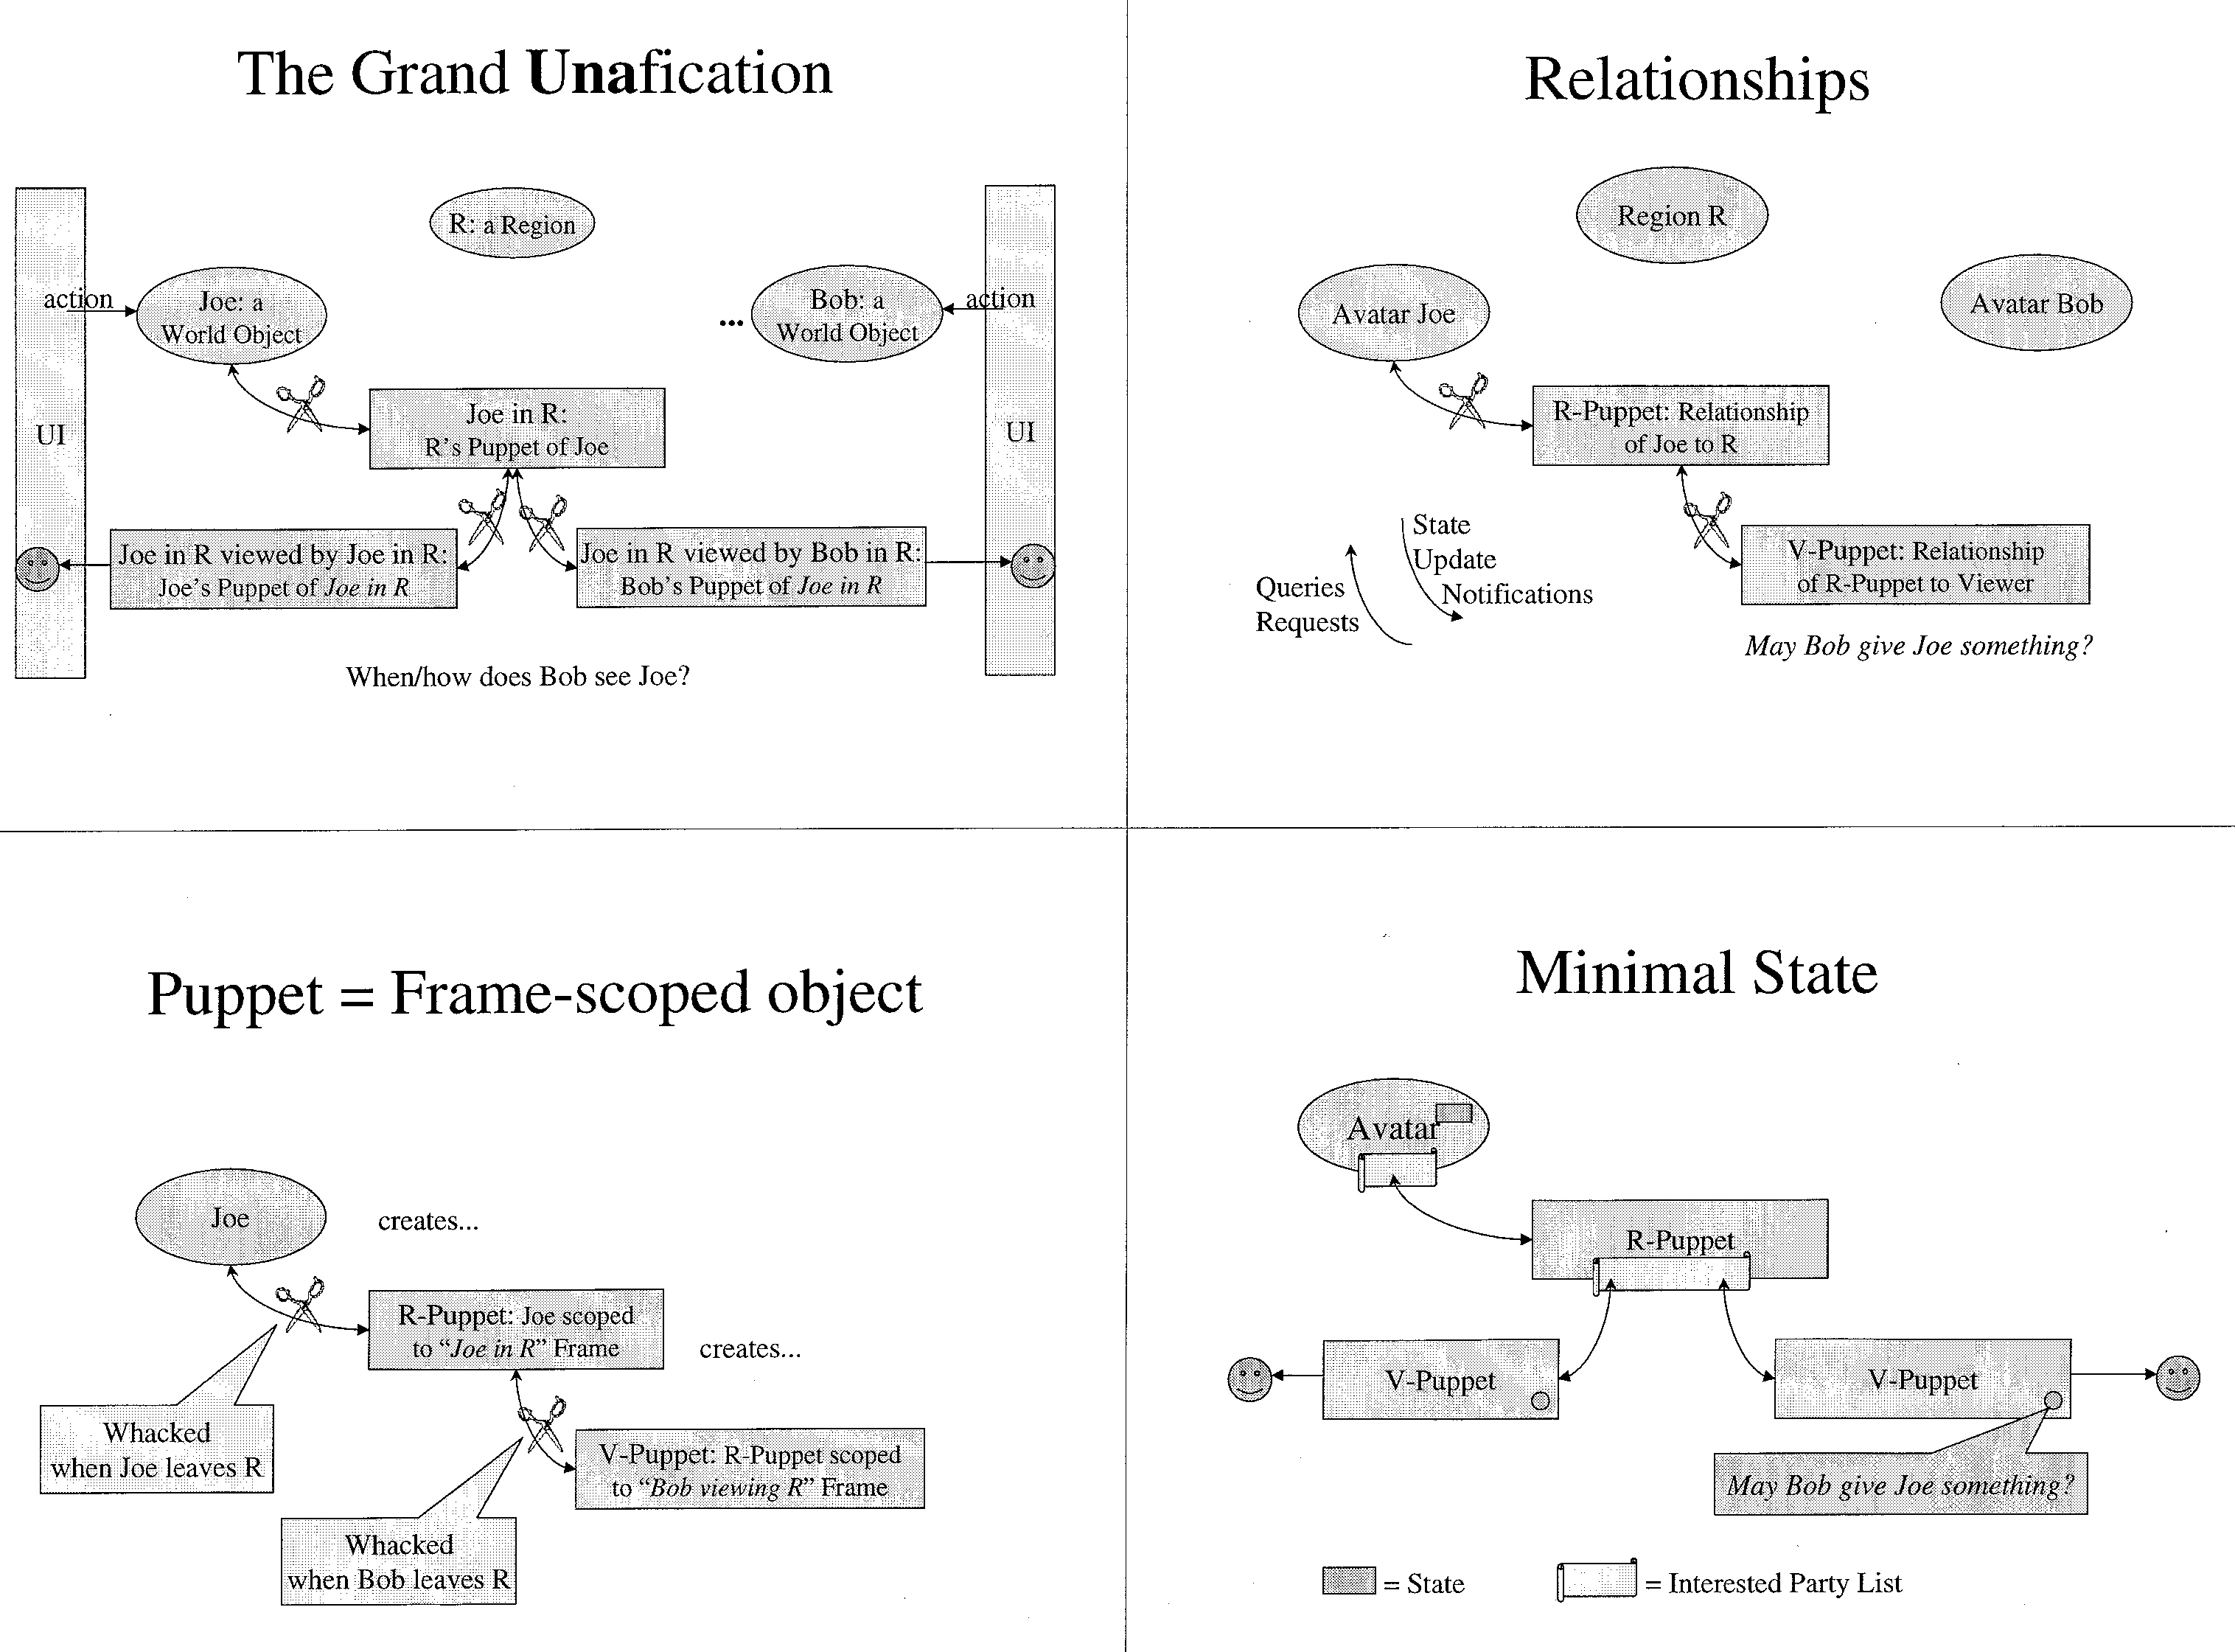 The Grand Unafication
R: a Region
action
Joe: a
World Object
...
Bob: a
World Object
action
UI
UI
Joe in R:
R's Puppet of Joe
Joe in R viewed by Joe in R:
Joe's Puppet of Joe in R
Joe in R viewed by Bob in R:
Bob's Puppet of Joe in R
When/how does Bob see Joe?
Relationships
Region R
Avatar Joe
Avatar Bob
R-Puppet: Relationship
of Joe to R
State
Update
Notifications
Queries
Requests
V-Puppet: Relationship
of R-Puppet to Viewer
May Bob give Joe something?
Puppet = Frame-scoped object
Joe
creates...
R-Puppet: Joe scoped
to “Joe in R” Frame
creates...
Whacked
when Joe leaves R
V-Puppet: R-Puppet scoped
to “Bob viewing R” Frame
Whacked
when Bob leaves R
Minimal State
Avatar
R-Puppet
V-Puppet
V-Puppet
May Bob give Joe something?
= State
= Interested Party List